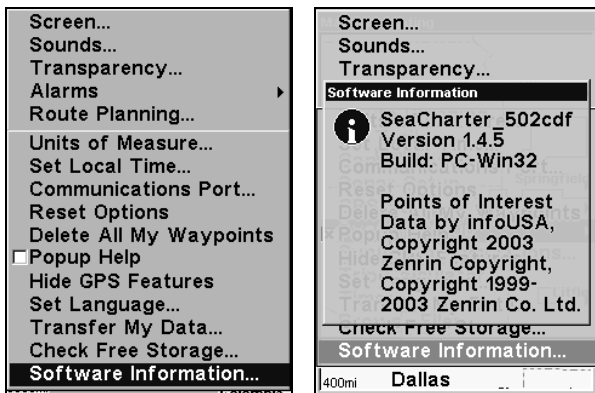 Screen...
Sounds...
Transparency...
Alarms
Route Planning...
Units of Measure...
Set Local Time...
Communications Port...
Reset Options
Delete All My Waypoints
Popup Help
Hide GPS Features
Set Language...
Transfer My Data...
Check Free Storage...
Software Information...
Screen...
Sounds...
Transparency...
Software Information
SeaCharter_502cdf
Version 1.4.5
Build: PC-Win32
Points of Interest
Data by infoUSA,
Copyright 2003
Zenrin Copyright,
Copyright 1999-
2003 Zenrin Co. Ltd.
Check Free Storage...
Software Information...
400mi Dallas